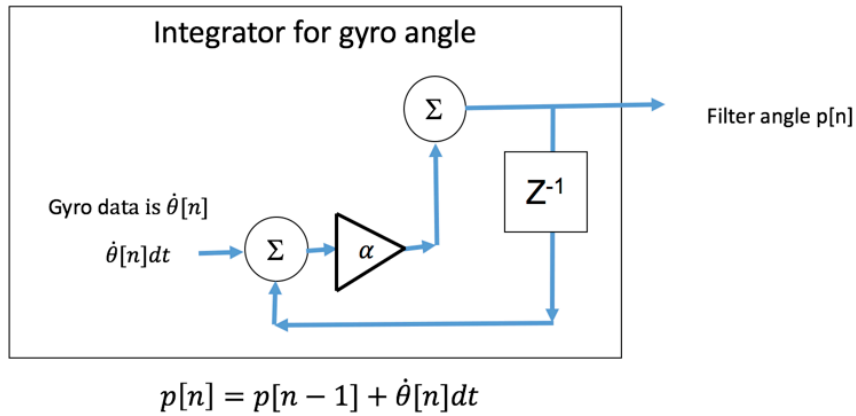 Integrator for gyro angle
Σ
Filter angle p[n]
Z⁻¹
Gyro data is θ̇[n]
θ̇[n]dt
Σ
α
p[n] = p[n − 1] + θ̇[n]dt